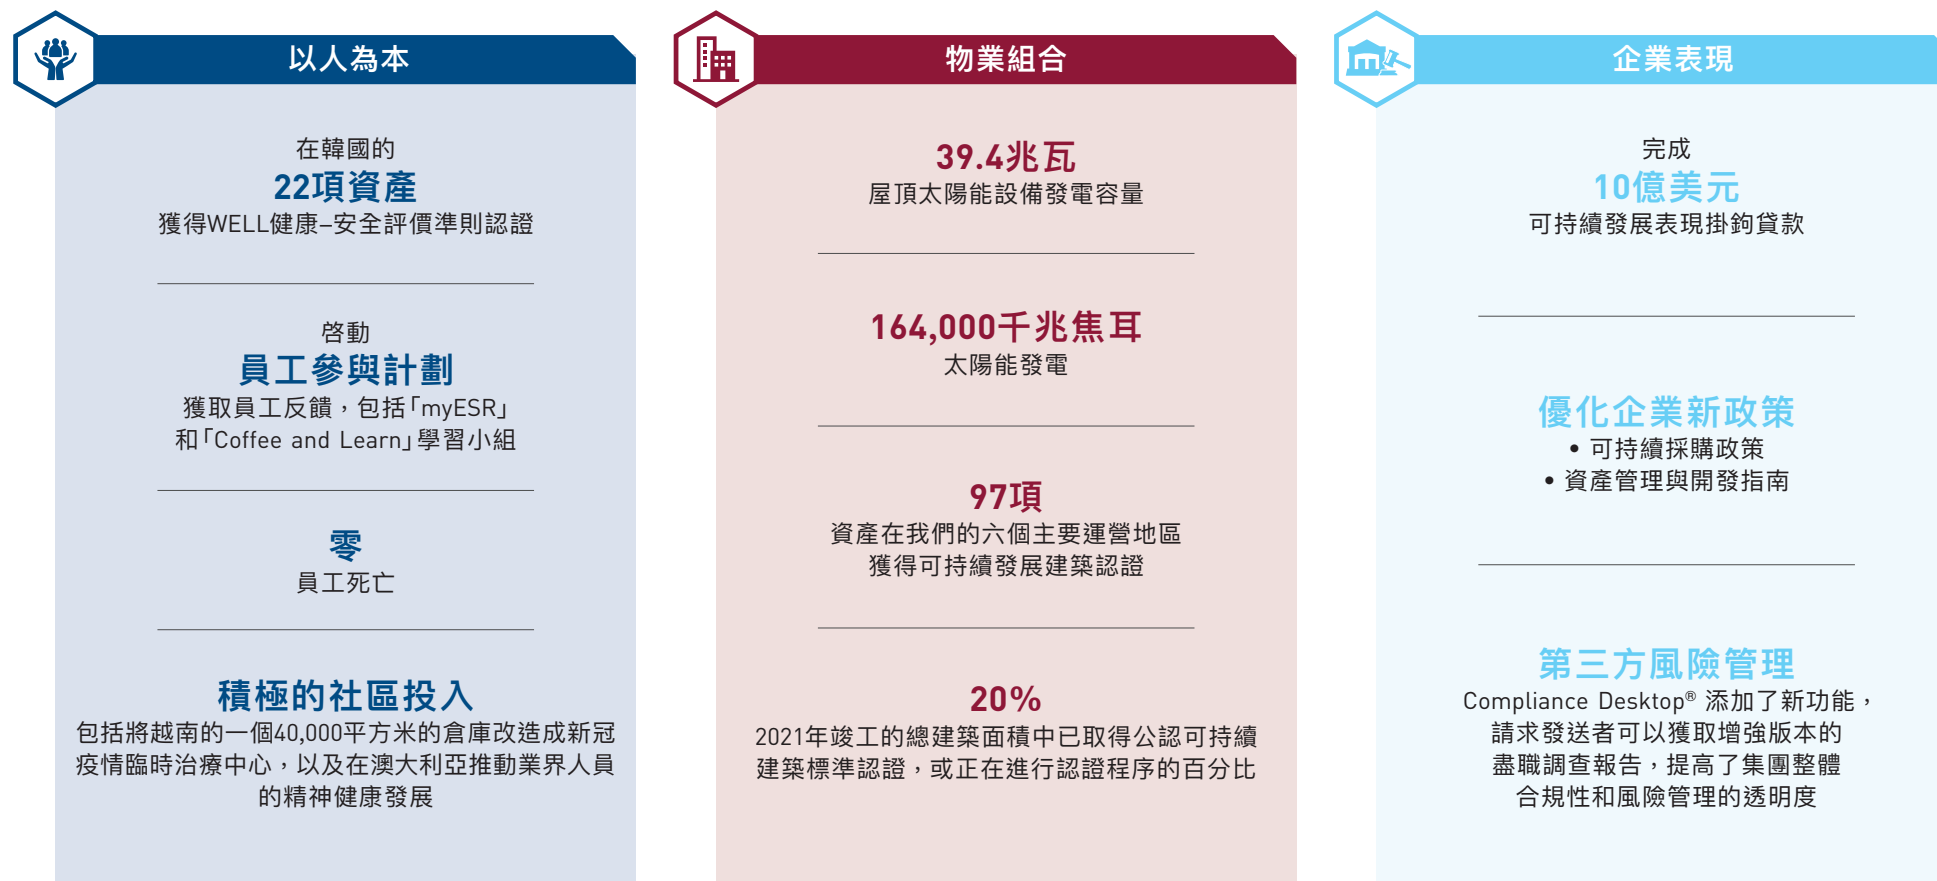 以人為本
在韓國的
22項資產
獲得WELL健康–安全評價準則認證
啓動
員工參與計劃
獲取員工反饋，包括「myESR」
和「Coffee and Learn」學習小組
零
員工死亡
積極的社區投入
包括將越南的一個40,000平方米的倉庫改造成新冠
疫情臨時治療中心，以及在澳大利亞推動業界人員
的精神健康發展
物業組合
39.4兆瓦
屋頂太陽能設備發電容量
164,000千兆焦耳
太陽能發電
97項
資產在我們的六個主要運營地區
獲得可持續發展建築認證
20%
2021年竣工的總建築面積中已取得公認可持續
建築標準認證，或正在進行認證程序的百分比
企業表現
完成
10億美元
可持續發展表現掛鈎貸款
優化企業新政策
• 可持續採購政策
• 資產管理與開發指南
第三方風險管理
Compliance Desktop® 添加了新功能，
請求發送者可以獲取增強版本的
盡職調查報告，提高了集團整體
合規性和風險管理的透明度